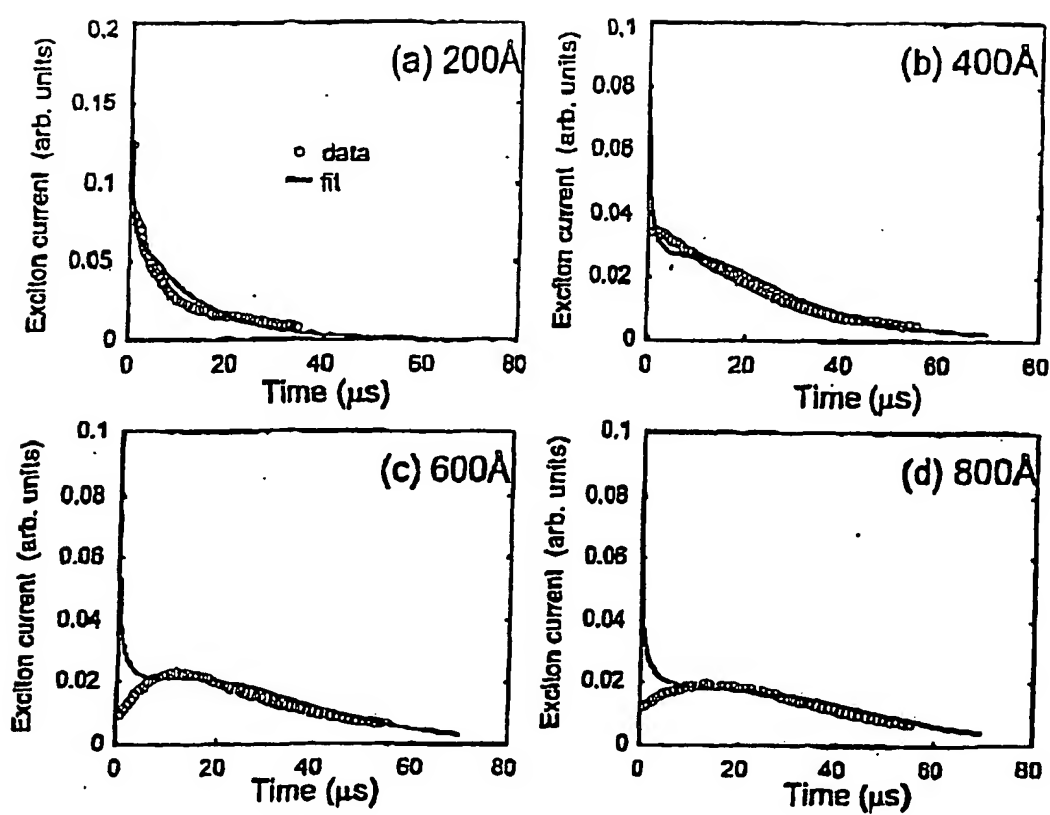 Exciton current (arb. units)
0.2
0.15
0.1
0.05
0
(a) 200Å
data
fit
0 20 40 60 80
Time (μs)
Exciton current (arb. units)
0.1
0.08
0.06
0.04
0.02
0
(b) 400Å
0 20 40 60 80
Time (μs)
Exciton current (arb. units)
0.1
0.08
0.06
0.04
0.02
0
(c) 600Å
0 20 40 60 80
Time (μs)
Exciton current (arb. units)
0.1
0.08
0.06
0.04
0.02
0
(d) 800Å
0 20 40 60 80
Time (μs)